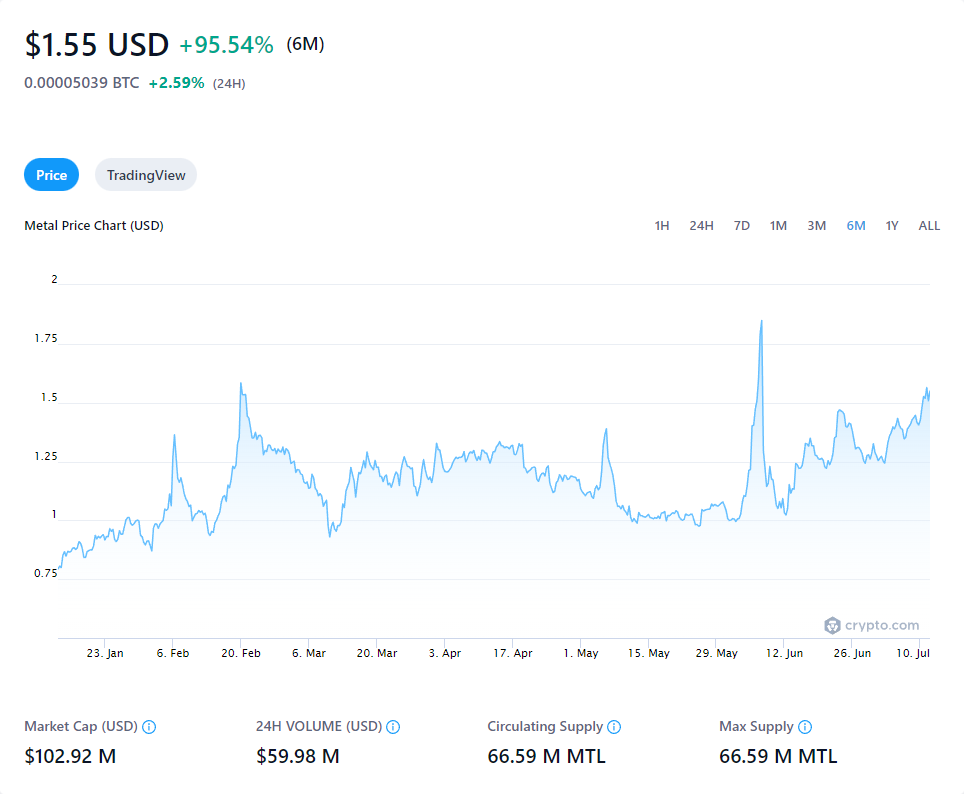 $1.55 USD +95.54% (6M)
0.00005039 BTC +2.59% (24H)
Price TradingView
Metal Price Chart (USD) 1H 24H 7D 1M 3M 6M 1Y ALL
2
1.75
1.5
1.25
1
0.75
crypto.com
23. Jan 6. Feb 20. Feb 6. Mar 20. Mar 3. Apr 17. Apr 1. May 15. May 29. May 12. Jun 26. Jun 10. Jul
Market Cap (USD) 24H VOLUME (USD) Circulating Supply Max Supply
$102.92 M $59.98 M 66.59 M MTL 66.59 M MTL